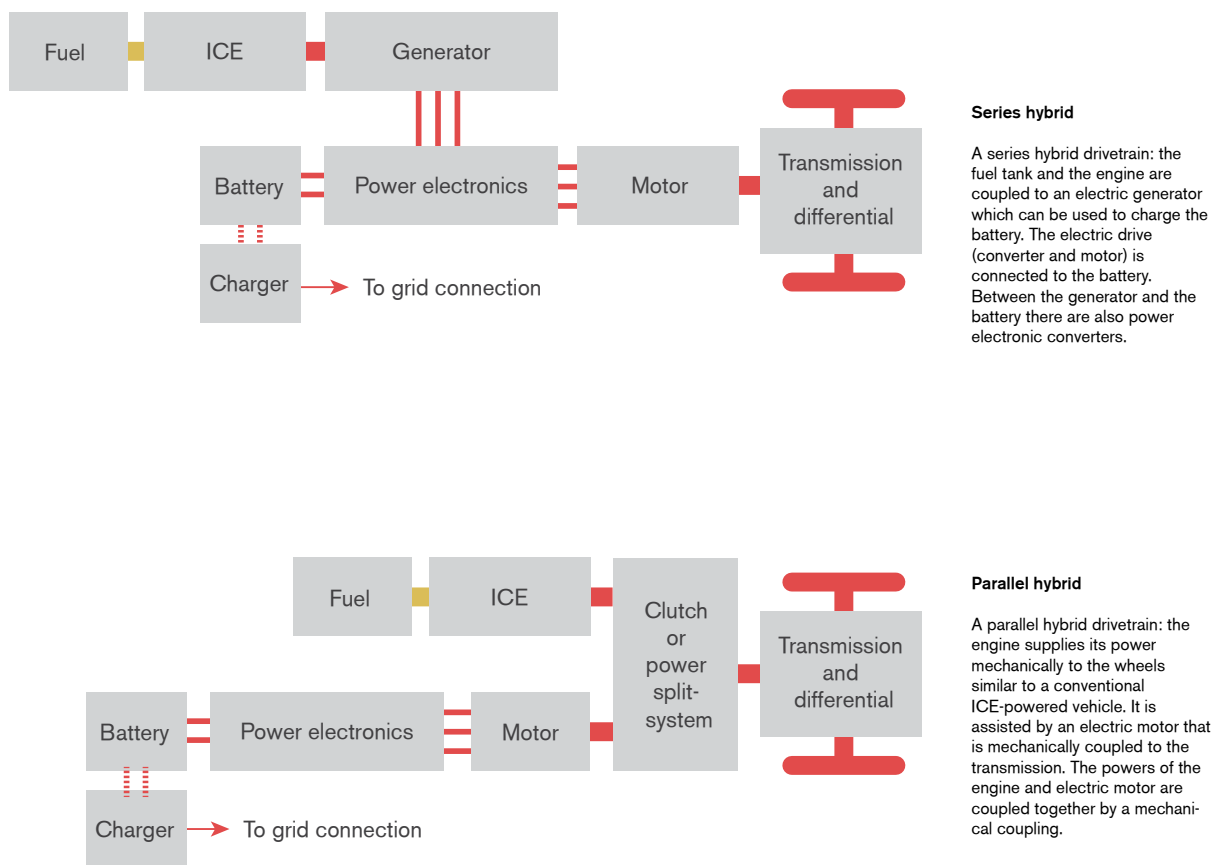 Fuel
ICE
Generator
Battery
Power electronics
Motor
Transmission
and
differential
Charger
To grid connection
Series hybrid
A series hybrid drivetrain: the
fuel tank and the engine are
coupled to an electric generator
which can be used to charge the
battery. The electric drive
(converter and motor) is
connected to the battery.
Between the generator and the
battery there are also power
electronic converters.
Fuel
ICE
Clutch
or
power
split-
system
Transmission
and
differential
Battery
Power electronics
Motor
Charger
To grid connection
Parallel hybrid
A parallel hybrid drivetrain: the
engine supplies its power
mechanically to the wheels
similar to a conventional
ICE-powered vehicle. It is
assisted by an electric motor that
is mechanically coupled to the
transmission. The powers of the
engine and electric motor are
coupled together by a mechani-
cal coupling.